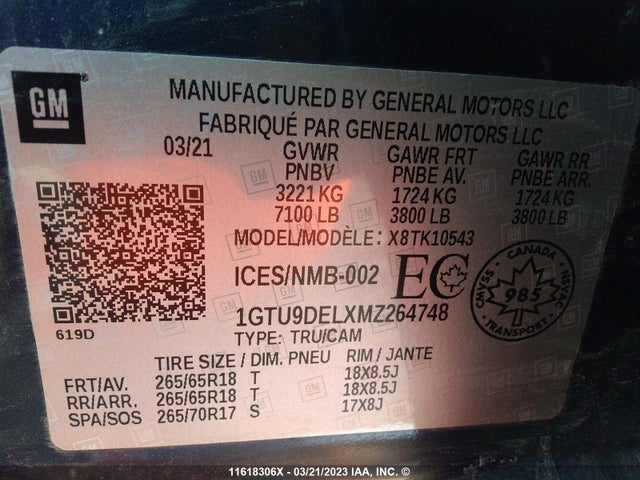 GM
MANUFACTURED BY GENERAL MOTORS LLC
FABRIQUÉ PAR GENERAL MOTORS LLC
03/21 GVWR GAWR FRT GAWR RR
PNBV PNBE AV. PNBE ARR.
3221 KG 1724 KG 1724 KG
7100 LB 3800 LB 3800 LB
MODEL/MODÈLE: X8TK10543
ICES/NMB-002 EC
CANADA
CMVSS 985 NSVAC
TRANSPORT
1GTU9DELXMZ264748
619D
TYPE: TRU/CAM
TIRE SIZE / DIM. PNEU RIM / JANTE
FRT/AV. 265/65R18 T 18X8.5J
RR/ARR. 265/65R18 T 18X8.5J
SPA/SOS 265/70R17 S 17X8J
11618306X - 03/21/2023 IAA, INC. ©